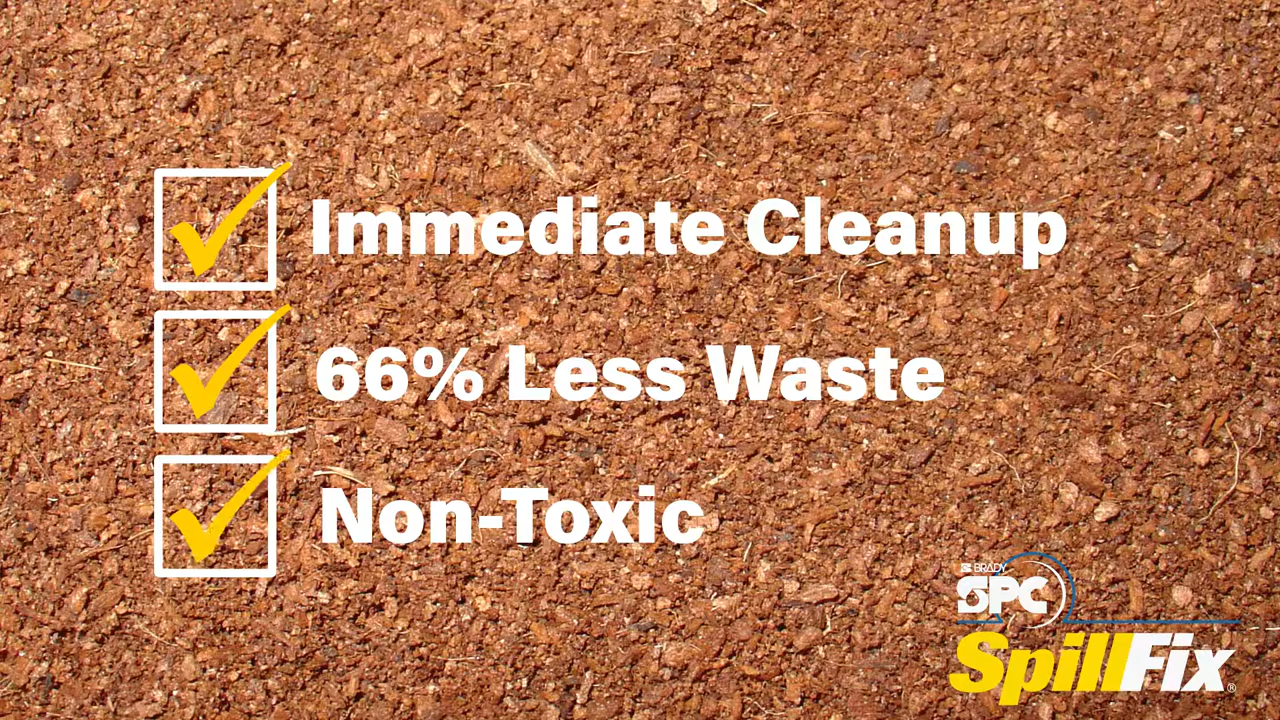 Immediate Cleanup
66% Less Waste
Non-Toxic
BRADY
SPC
SpillFix®